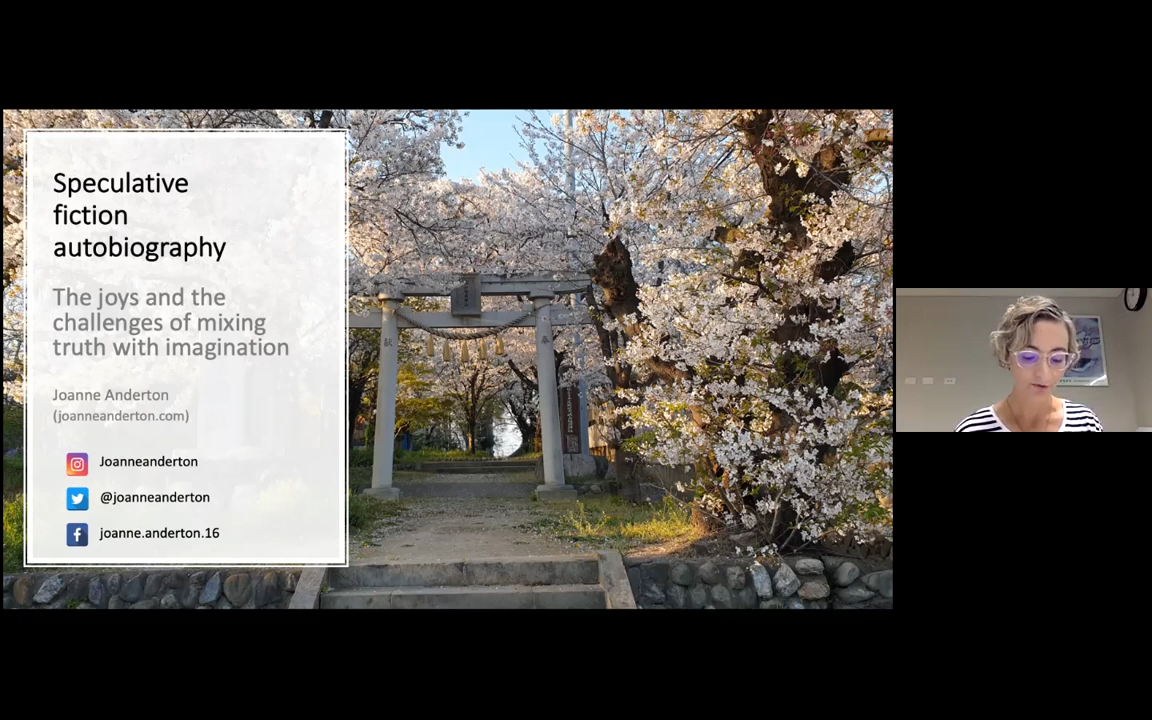 Speculative
fiction
autobiography
The joys and the
challenges of mixing
truth with imagination
Joanne Anderton
(joanneanderton.com)
Joanneanderton
@joanneanderton
joanne.anderton.16